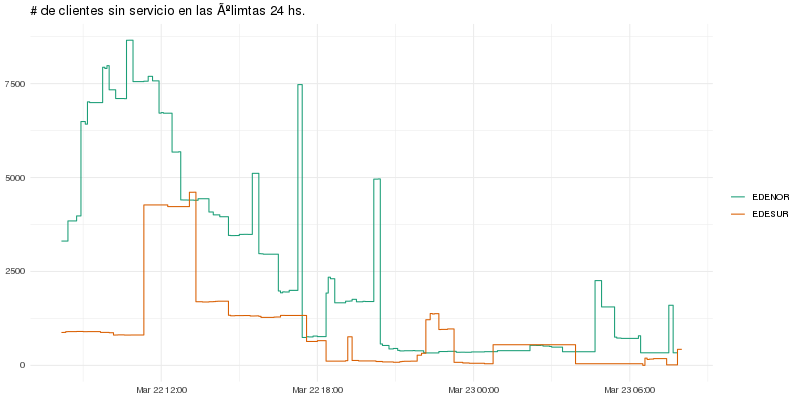 # de clientes sin servicio en las Ãºlimtas 24 hs.
7500
5000
2500
0
Mar 22 12:00
Mar 22 18:00
Mar 23 00:00
Mar 23 06:00
EDENOR
EDESUR